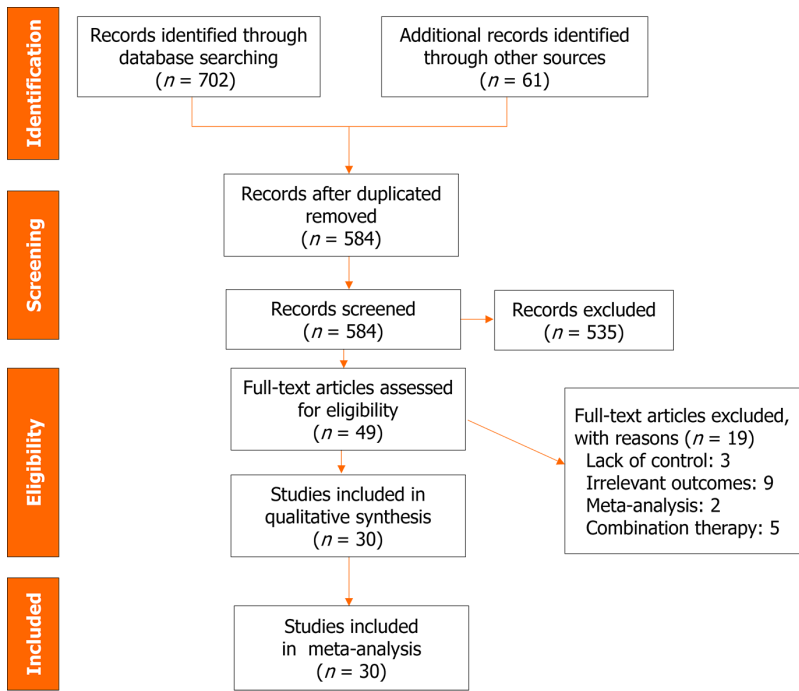 Identification
Records identified through
database searching
(n = 702)
Additional records identified
through other sources
(n = 61)
Screening
Records after duplicated
removed
(n = 584)
Records screened
(n = 584)
Records excluded
(n = 535)
Eligibility
Full-text articles assessed
for eligibility
(n = 49)
Full-text articles excluded,
with reasons (n = 19)
Lack of control: 3
Irrelevant outcomes: 9
Meta-analysis: 2
Combination therapy: 5
Studies included in
qualitative synthesis
(n = 30)
Included
Studies included
in meta-analysis
(n = 30)